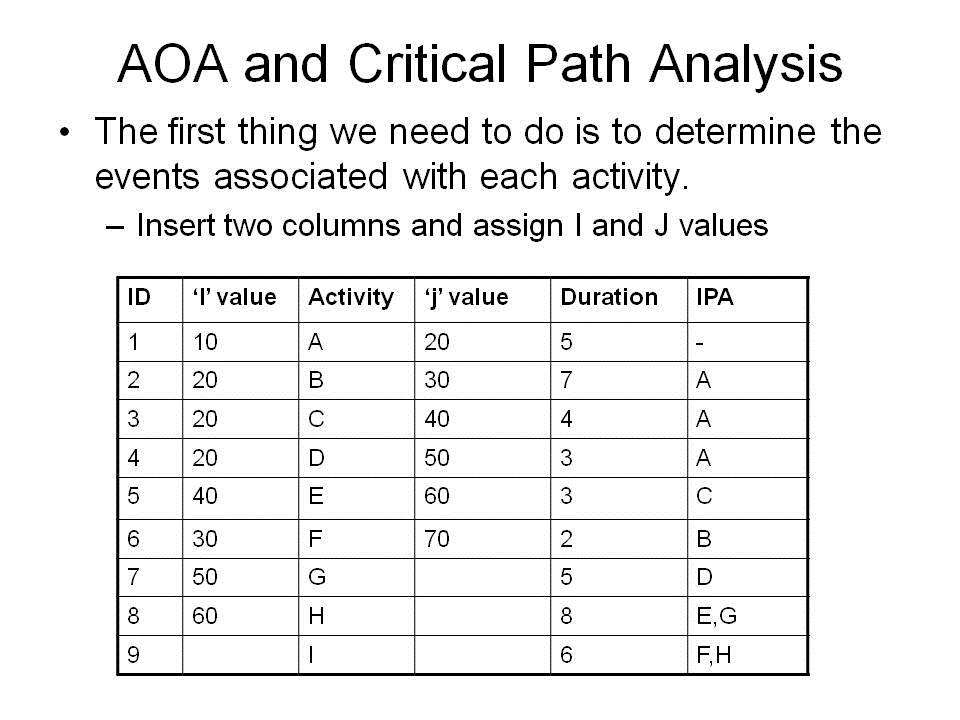 AOA and Critical Path Analysis
• The first thing we need to do is to determine the
events associated with each activity.
– Insert two columns and assign I and J values
ID ‘I’ value Activity ‘j’ value Duration IPA
1 10 A 20 5 -
2 20 B 30 7 A
3 20 C 40 4 A
4 20 D 50 3 A
5 40 E 60 3 C
6 30 F 70 2 B
7 50 G 5 D
8 60 H 8 E,G
9 I 6 F,H